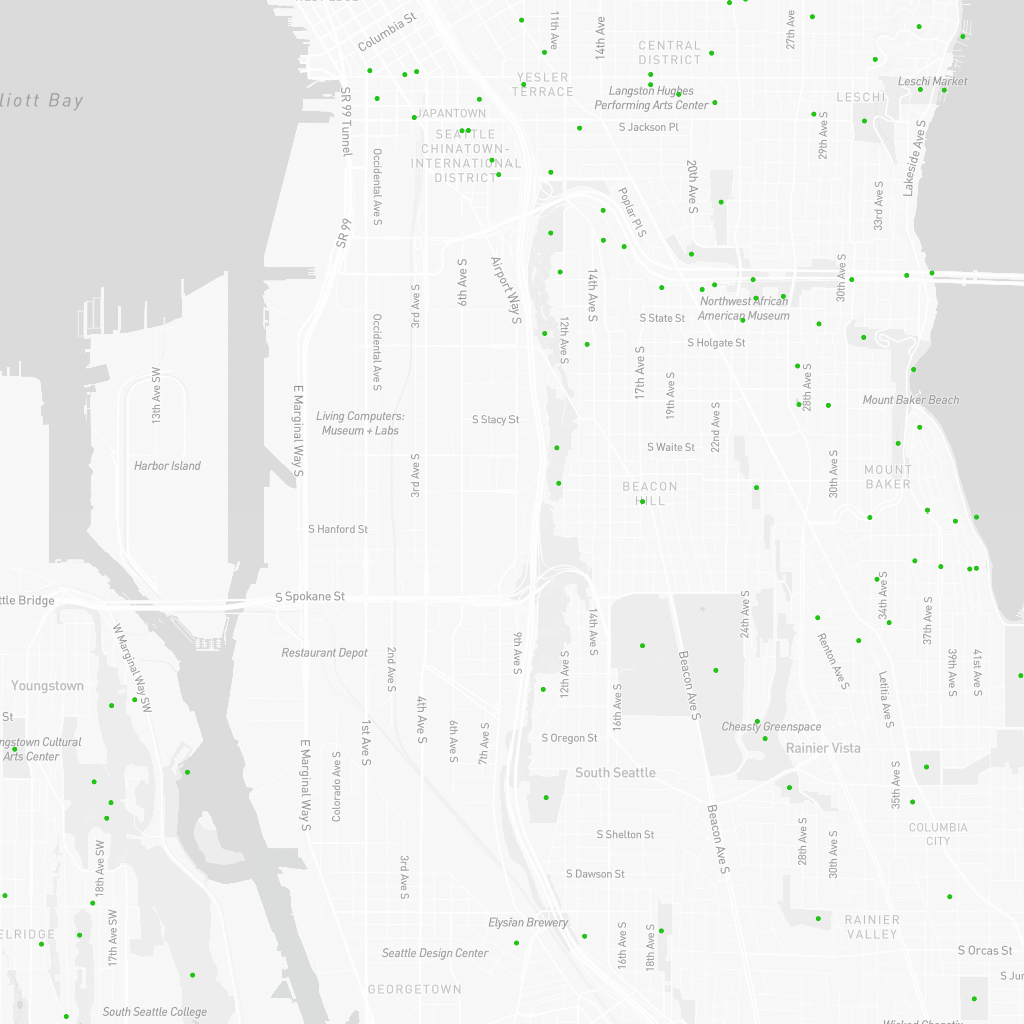 Columbia St
11th Ave
14th Ave
27th Ave
CENTRAL
DISTRICT
YESLER
TERRACE
Langston Hughes
Performing Arts Center
Leschi Market
LESCHI
liott Bay
SR 99 Tunnel
JAPANTOWN
SEATTLE
CHINATOWN-
INTERNATIONAL
DISTRICT
S Jackson Pl
29th Ave S
Lakeside Ave S
Occidental Ave S
20th Ave S
Poplar Pl S
33rd Ave S
SR 99
6th Ave S
Airport Way S
14th Ave S
3rd Ave S
30th Ave S
Northwest African
American Museum
S State St
12th Ave S
S Holgate St
Occidental Ave S
17th Ave S
19th Ave S
28th Ave S
13th Ave SW
E Marginal Way S
Living Computers:
Museum + Labs
S Stacy St
22nd Ave S
Mount Baker Beach
S Waite St
Harbor Island
3rd Ave S
30th Ave S
MOUNT
BAKER
BEACON
HILL
S Hanford St
ttle Bridge
S Spokane St
34th Ave S
24th Ave S
37th Ave S
14th Ave S
9th Ave S
W Marginal Way SW
Restaurant Depot
2nd Ave S
12th Ave S
Beacon Ave S
Renton Ave S
39th Ave S
41st Ave S
Letitia Ave S
Youngstown
16th Ave S
St
4th Ave S
1st Ave S
6th Ave S
7th Ave S
Cheasty Greenspace
ngstown Cultural
Arts Center
S Oregon St
Rainier Vista
E Marginal Way S
Colorado Ave S
South Seattle
35th Ave S
Beacon Ave S
S Shelton St
28th Ave S
30th Ave S
COLUMBIA
CITY
18th Ave SW
3rd Ave S
S Dawson St
Elysian Brewery
RAINIER
VALLEY
ELRIDGE
17th Ave SW
Seattle Design Center
16th Ave S
18th Ave S
S Orcas St
S Jun
GEORGETOWN
South Seattle College